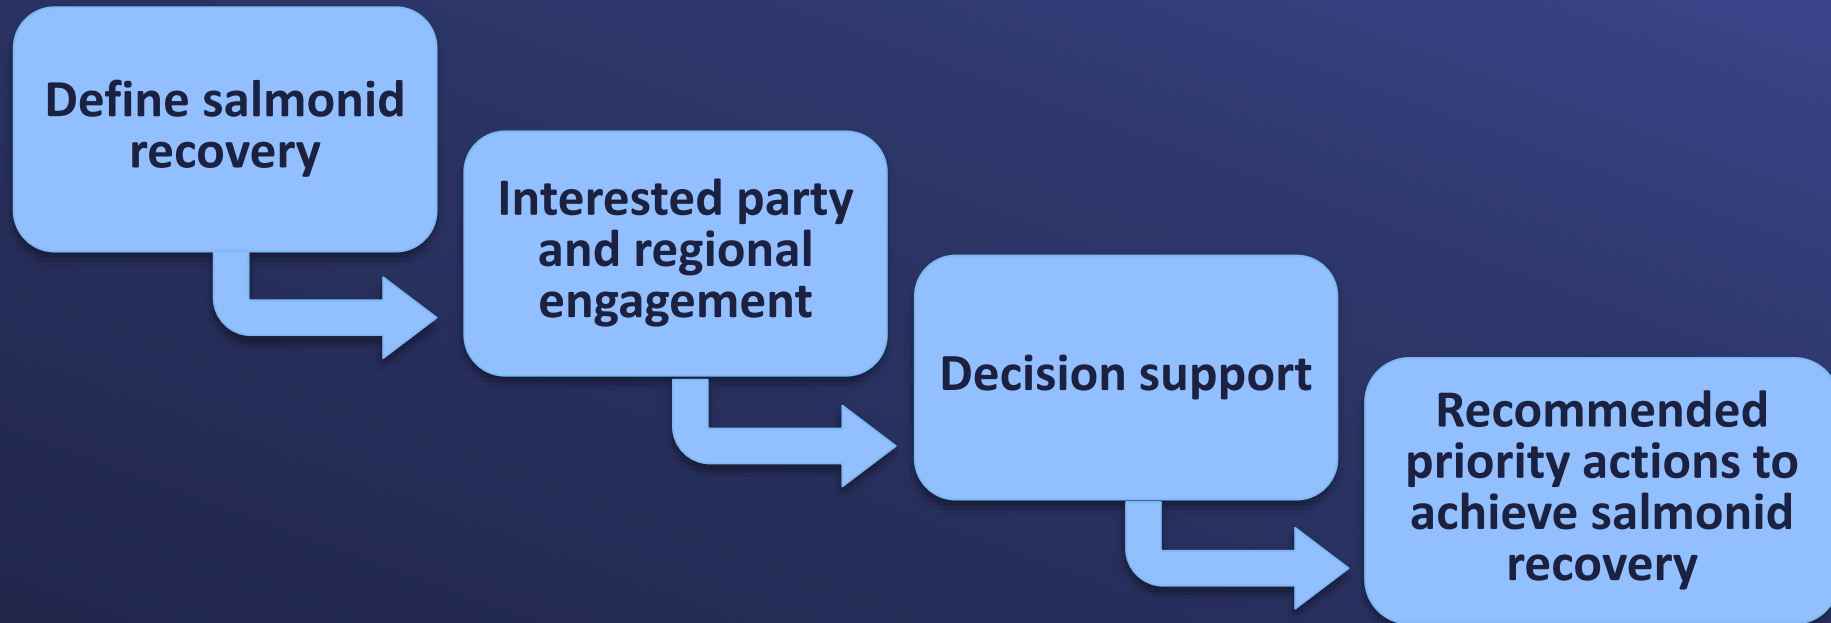 Define salmonid
recovery
Interested party
and regional
engagement
Decision support
Recommended
priority actions to
achieve salmonid
recovery